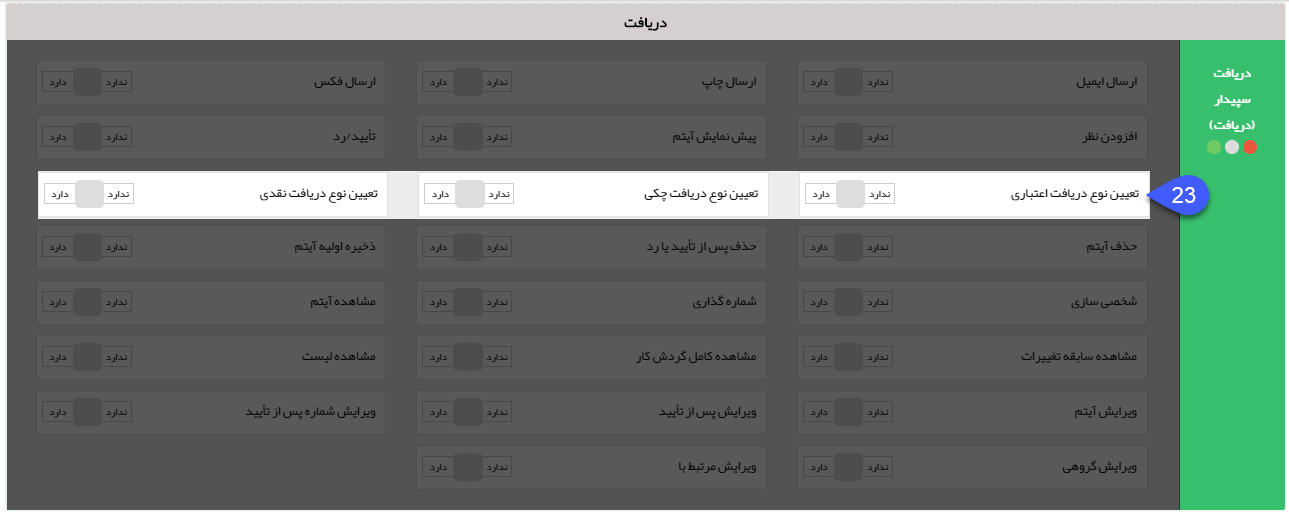 دریافت
دریافت
سپیدار
(دریافت)
ارسال ایمیل ندارد دارد
ارسال چاپ ندارد دارد
ارسال فکس ندارد دارد
افزودن نظر ندارد دارد
پیش نمایش آیتم ندارد دارد
تأیید/رد ندارد دارد
23
تعیین نوع دریافت اعتباری ندارد دارد
تعیین نوع دریافت چکی ندارد دارد
تعیین نوع دریافت نقدی ندارد دارد
حذف آیتم ندارد دارد
حذف پس از تأیید یا رد ندارد دارد
ذخیره اولیه آیتم ندارد دارد
شخصی سازی ندارد دارد
شماره گذاری ندارد دارد
مشاهده آیتم ندارد دارد
مشاهده سابقه تغییرات ندارد دارد
مشاهده کامل گردش کار ندارد دارد
مشاهده لیست ندارد دارد
ویرایش آیتم ندارد دارد
ویرایش پس از تأیید ندارد دارد
ویرایش شماره پس از تأیید ندارد دارد
ویرایش گروهی ندارد دارد
ویرایش مرتبط با ندارد دارد